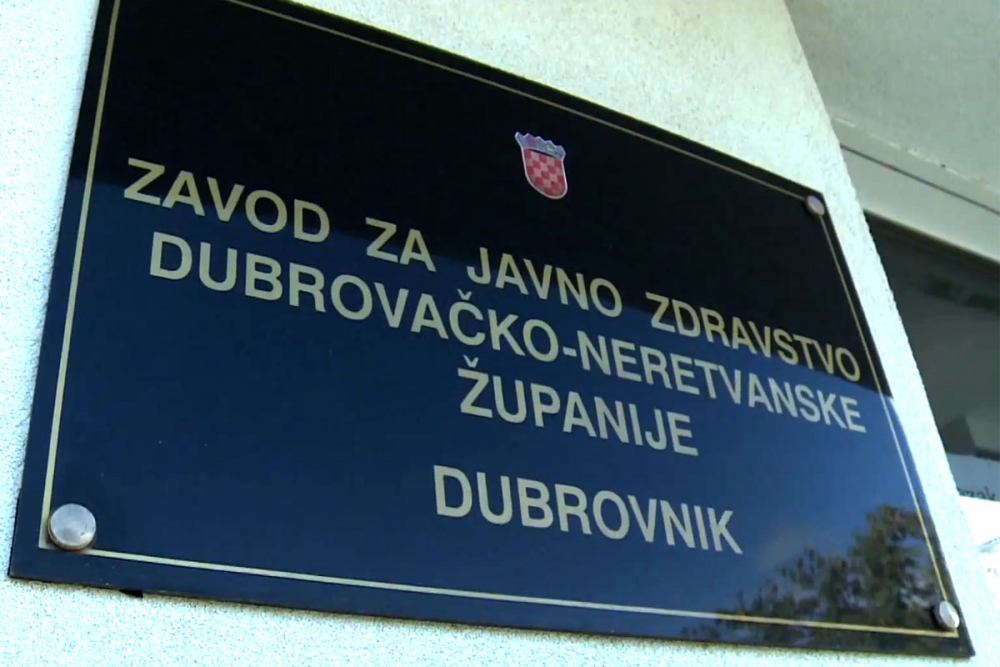 ZAVOD ZA JAVNO ZDRAVSTVO
DUBROVAČKO-NERETVANSKE
ŽUPANIJE
DUBROVNIK